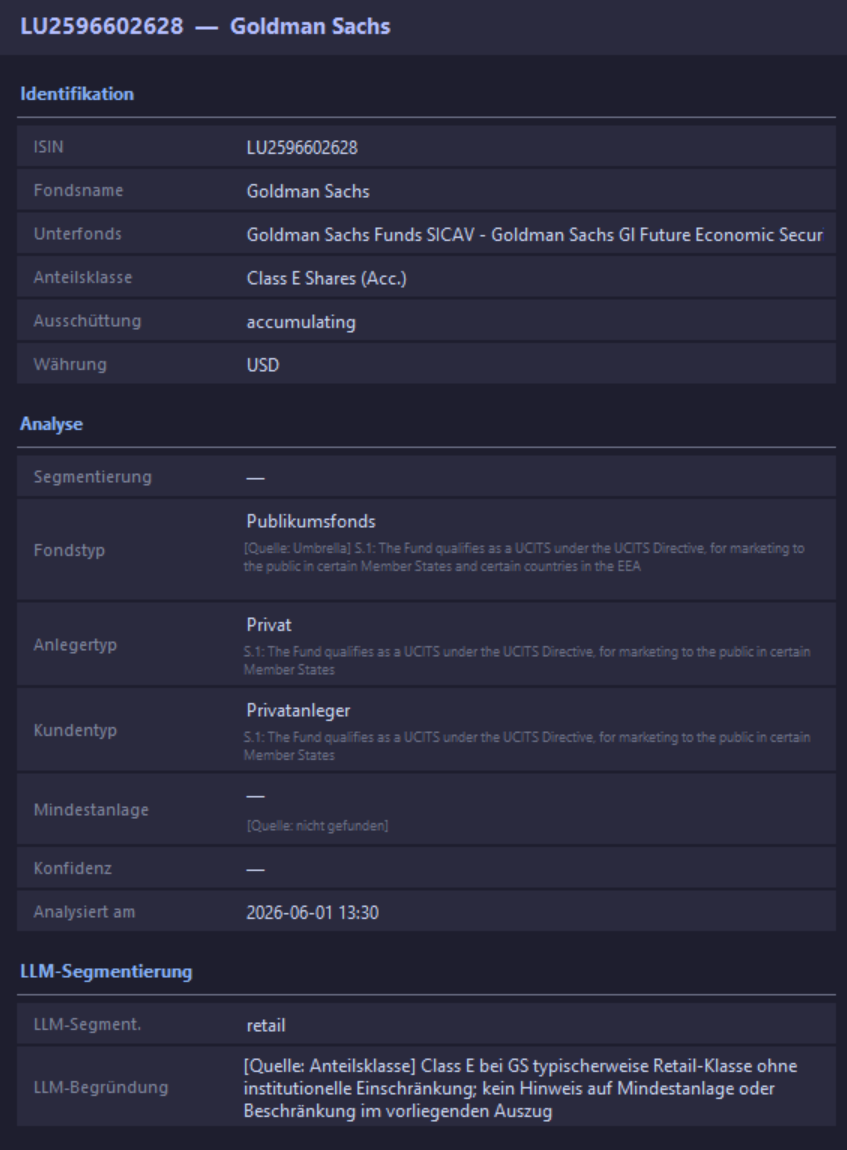 LU2596602628 — Goldman Sachs
Identifikation
ISIN LU2596602628
Fondsname Goldman Sachs
Unterfonds Goldman Sachs Funds SICAV - Goldman Sachs Gl Future Economic Secur
Anteilsklasse Class E Shares (Acc.)
Ausschüttung accumulating
Währung USD
Analyse
Segmentierung —
Fondstyp Publikumsfonds
[Quelle: Umbrella] S.1: The Fund qualifies as a UCITS under the UCITS Directive, for marketing to
the public in certain Member States and certain countries in the EEA
Anlegertyp Privat
S.1: The Fund qualifies as a UCITS under the UCITS Directive, for marketing to the public in certain
Member States
Kundentyp Privatanleger
S.1: The Fund qualifies as a UCITS under the UCITS Directive, for marketing to the public in certain
Member States
Mindestanlage —
[Quelle: nicht gefunden]
Konfidenz —
Analysiert am 2026-06-01 13:30
LLM-Segmentierung
LLM-Segment. retail
LLM-Begründung [Quelle: Anteilsklasse] Class E bei GS typischerweise Retail-Klasse ohne
institutionelle Einschränkung; kein Hinweis auf Mindestanlage oder
Beschränkung im vorliegenden Auszug